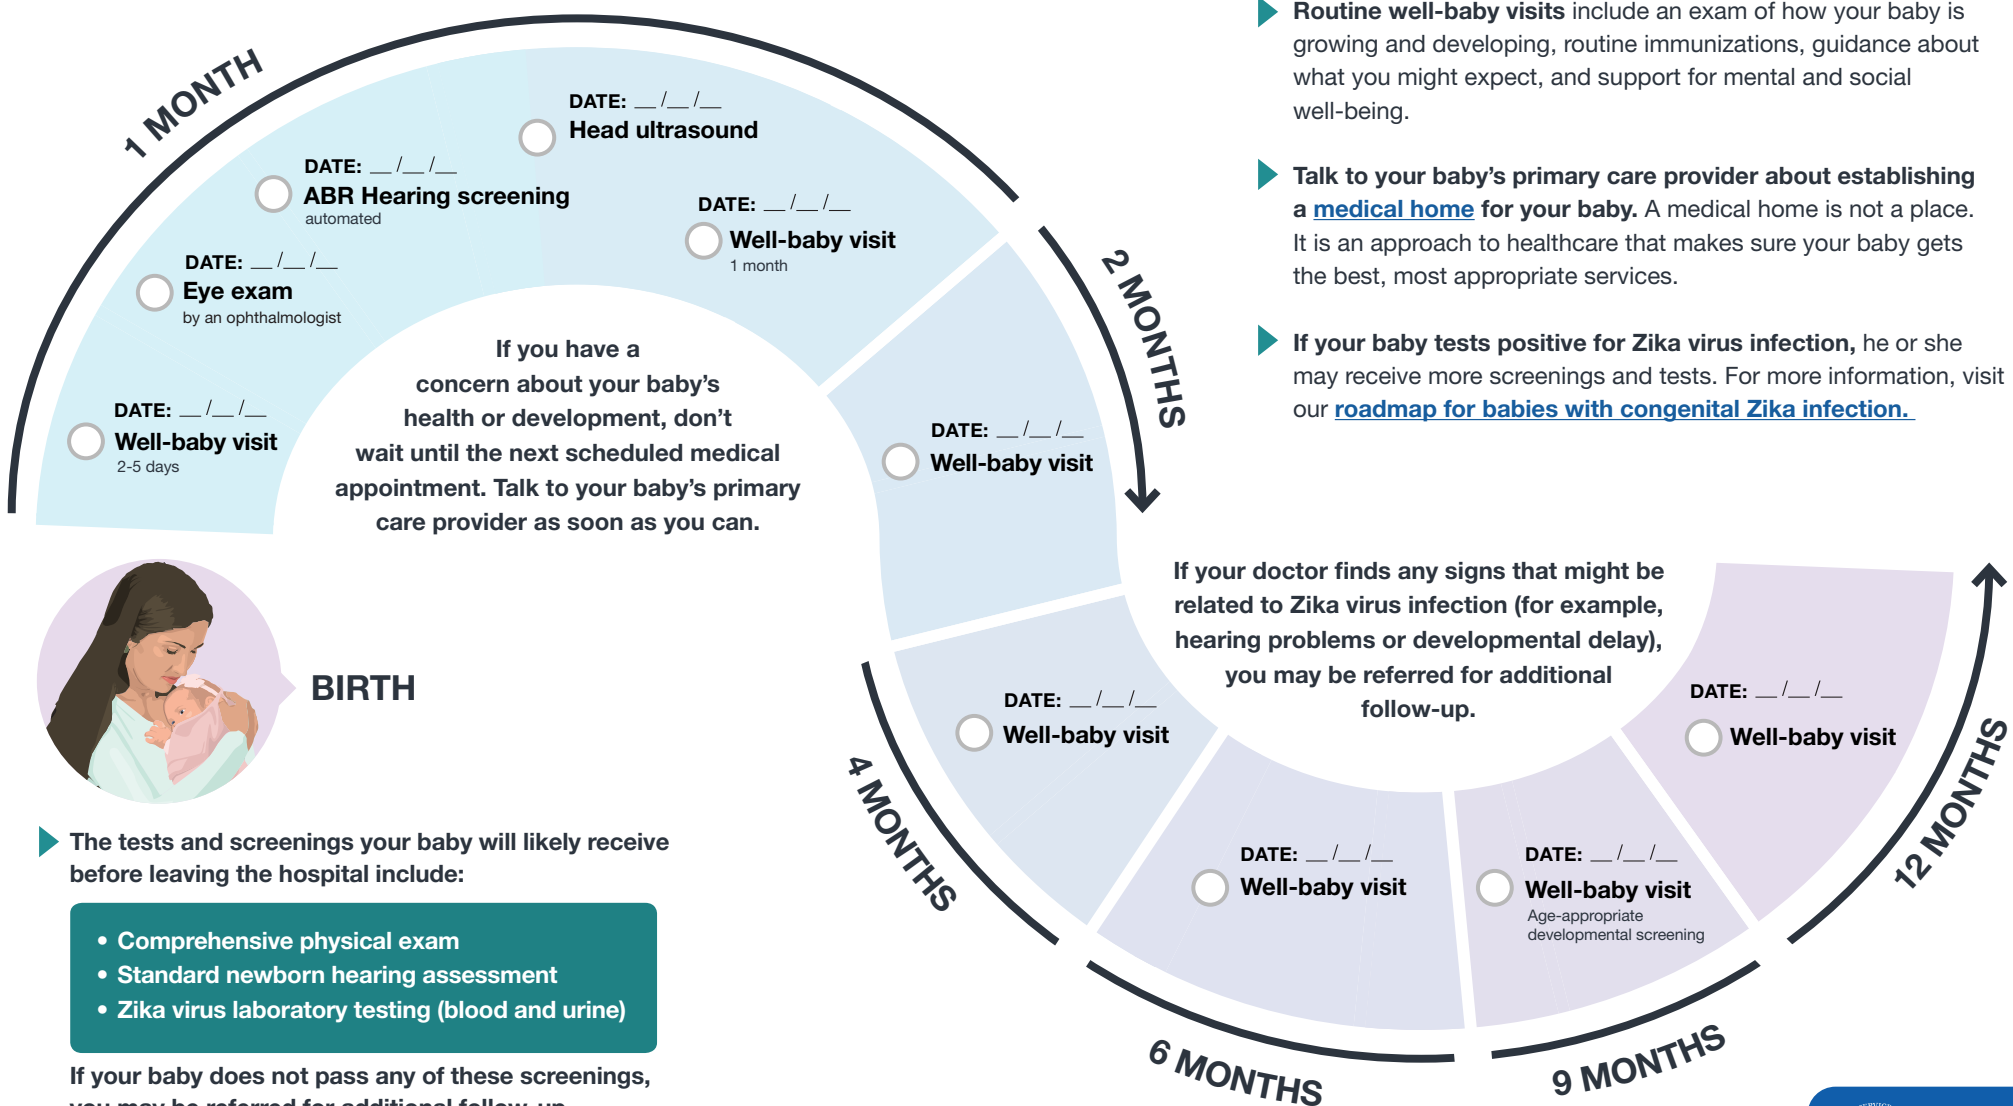 1 MONTH
DATE: __ /__ /__
Well-baby visit
2-5 days
DATE: __ /__ /__
Eye exam
by an ophthalmologist
DATE: __ /__ /__
ABR Hearing screening
automated
DATE: __ /__ /__
Head ultrasound
DATE: __ /__ /__
Well-baby visit
1 month
If you have a
concern about your baby’s
health or development, don’t
wait until the next scheduled medical
appointment. Talk to your baby’s primary
care provider as soon as you can.
2 MONTHS
DATE: __ /__ /__
Well-baby visit
Routine well-baby visits include an exam of how your baby is
growing and developing, routine immunizations, guidance about
what you might expect, and support for mental and social
well-being.
Talk to your baby’s primary care provider about establishing
a medical home for your baby. A medical home is not a place.
It is an approach to healthcare that makes sure your baby gets
the best, most appropriate services.
If your baby tests positive for Zika virus infection, he or she
may receive more screenings and tests. For more information, visit
our roadmap for babies with congenital Zika infection.
BIRTH
The tests and screenings your baby will likely receive
before leaving the hospital include:
• Comprehensive physical exam
• Standard newborn hearing assessment
• Zika virus laboratory testing (blood and urine)
If your baby does not pass any of these screenings,
you may be referred for additional follow-up
If your doctor finds any signs that might be
related to Zika virus infection (for example,
hearing problems or developmental delay),
you may be referred for additional
follow-up.
4 MONTHS
DATE: __ /__ /__
Well-baby visit
6 MONTHS
DATE: __ /__ /__
Well-baby visit
9 MONTHS
DATE: __ /__ /__
Well-baby visit
Age-appropriate
developmental screening
12 MONTHS
DATE: __ /__ /__
Well-baby visit